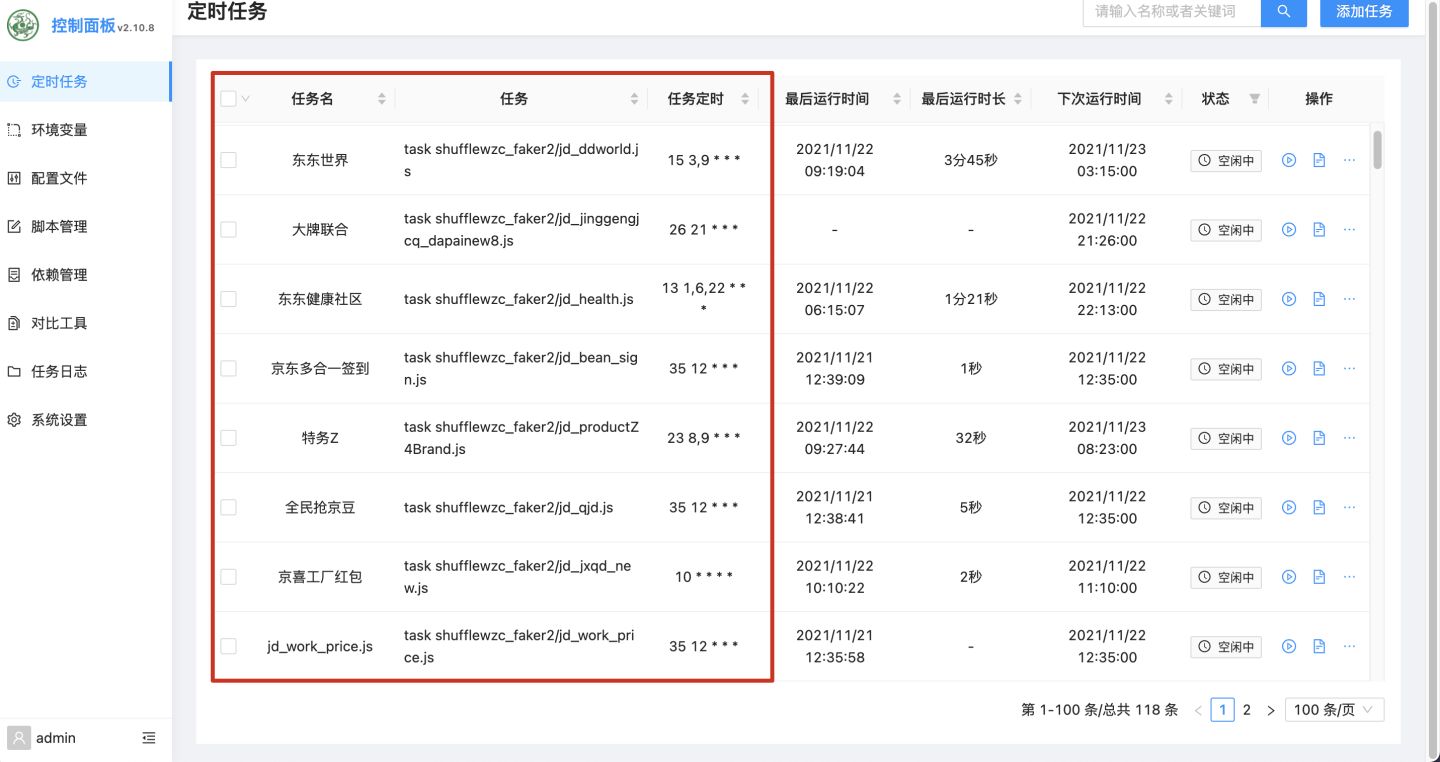 控制面板 v2.10.8
定时任务
环境变量
配置文件
脚本管理
依赖管理
对比工具
任务日志
系统设置
admin
定时任务
请输入名称或者关键词
添加任务
任务名 任务 任务定时 最后运行时间 最后运行时长 下次运行时间 状态 操作
东东世界 task shufflewzc_faker2/jd_ddworld.j 15 3,9 * * * 2021/11/22 3分45秒 2021/11/23 空闲中
s 09:19:04 03:15:00
大牌联合 task shufflewzc_faker2/jd_jinggengj 26 21 * * * 2021/11/22 空闲中
cq_dapainew8.js - - 21:26:00
东东健康社区 task shufflewzc_faker2/jd_health.js 13 1,6,22 * * 2021/11/22 1分21秒 2021/11/22 空闲中
* 06:15:07 22:13:00
京东多合一签到 task shufflewzc_faker2/jd_bean_sig 35 12 * * * 2021/11/21 1秒 2021/11/22 空闲中
n.js 12:39:09 12:35:00
特务Z task shufflewzc_faker2/jd_productZ 23 8,9 * * * 2021/11/22 32秒 2021/11/23 空闲中
4Brand.js 09:27:44 08:23:00
全民抢京豆 task shufflewzc_faker2/jd_qjd.js 35 12 * * * 2021/11/21 5秒 2021/11/22 空闲中
12:38:41 12:35:00
京喜工厂红包 task shufflewzc_faker2/jd_jxqd_ne 10 * * * * 2021/11/22 2秒 2021/11/22 空闲中
w.js 10:10:22 11:10:00
jd_work_price.js task shufflewzc_faker2/jd_work_pri 35 12 * * * 2021/11/21 - 2021/11/22 空闲中
ce.js 12:35:58 12:35:00
第 1-100 条/总共 118 条 < 1 2 > 100 条/页